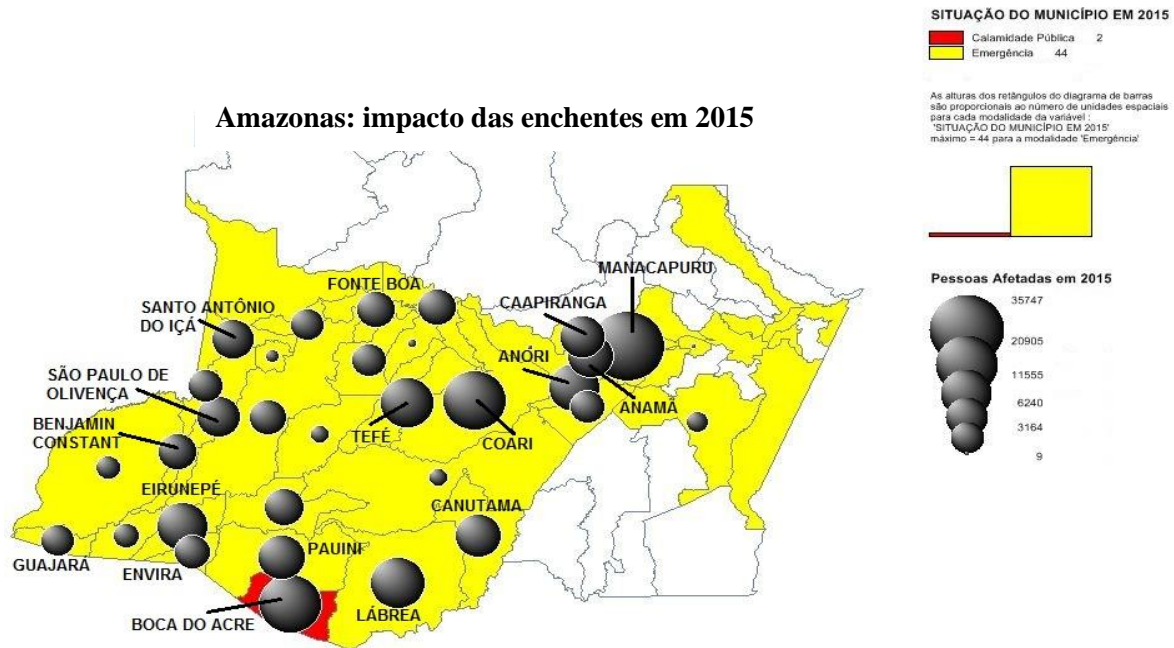 SITUAÇÃO DO MUNICÍPIO EM 2015
Calamidade Pública 2
Emergência 44
As alturas dos retângulos do diagrama de barras
são proporcionais ao número de unidades espaciais
para cada modalidade da variável :
'SITUAÇÃO DO MUNICÍPIO EM 2015'
máximo = 44 para a modalidade 'Emergência'
Amazonas: impacto das enchentes em 2015
MANACAPURU
FONTE BOA
CAAPIRANGA
SANTO ANTÔNIO
DO IÇÁ
ANORI
SÃO PAULO DE
OLIVENÇA
ANAMÃ
BENJAMIN
CONSTANT
TEFÉ
COARI
EIRUNEPÉ
CANUTAMA
PAUINI
GUAJARÁ
ENVIRA
LÁBREA
BOCA DO ACRE
Pessoas Afetadas em 2015
35747
20905
11555
6240
3164
9